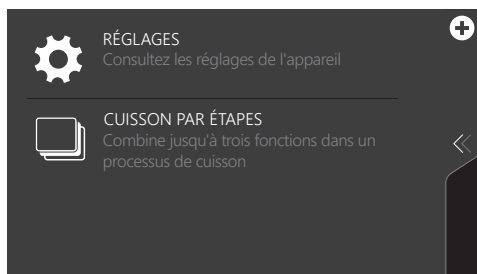 RÉGLAGES
Consultez les réglages de l'appareil
CUISSON PAR ÉTAPES
Combine jusqu'à trois fonctions dans un
processus de cuisson